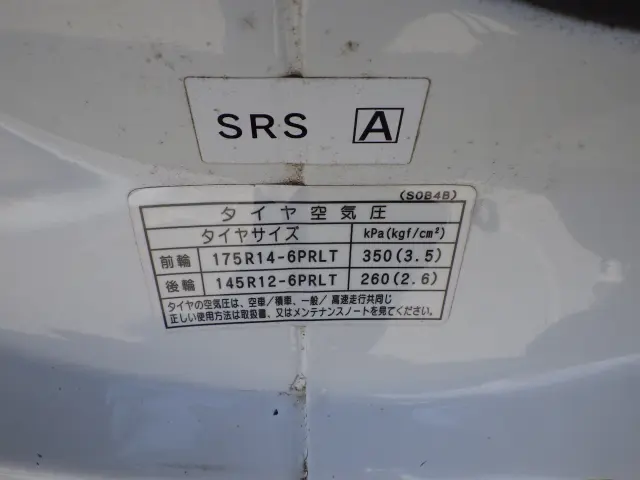 SRS A
(S0B4B)
タイヤ空気圧
タイヤサイズ kPa(kgf/cm²)
前輪 175R14-6PRLT 350(3.5)
後輪 145R12-6PRLT 260(2.6)
タイヤの空気圧は、空車/積車、一般/高速走行共同じ
正しい使用方法は取扱書、又はメンテナンスノートを見てください。